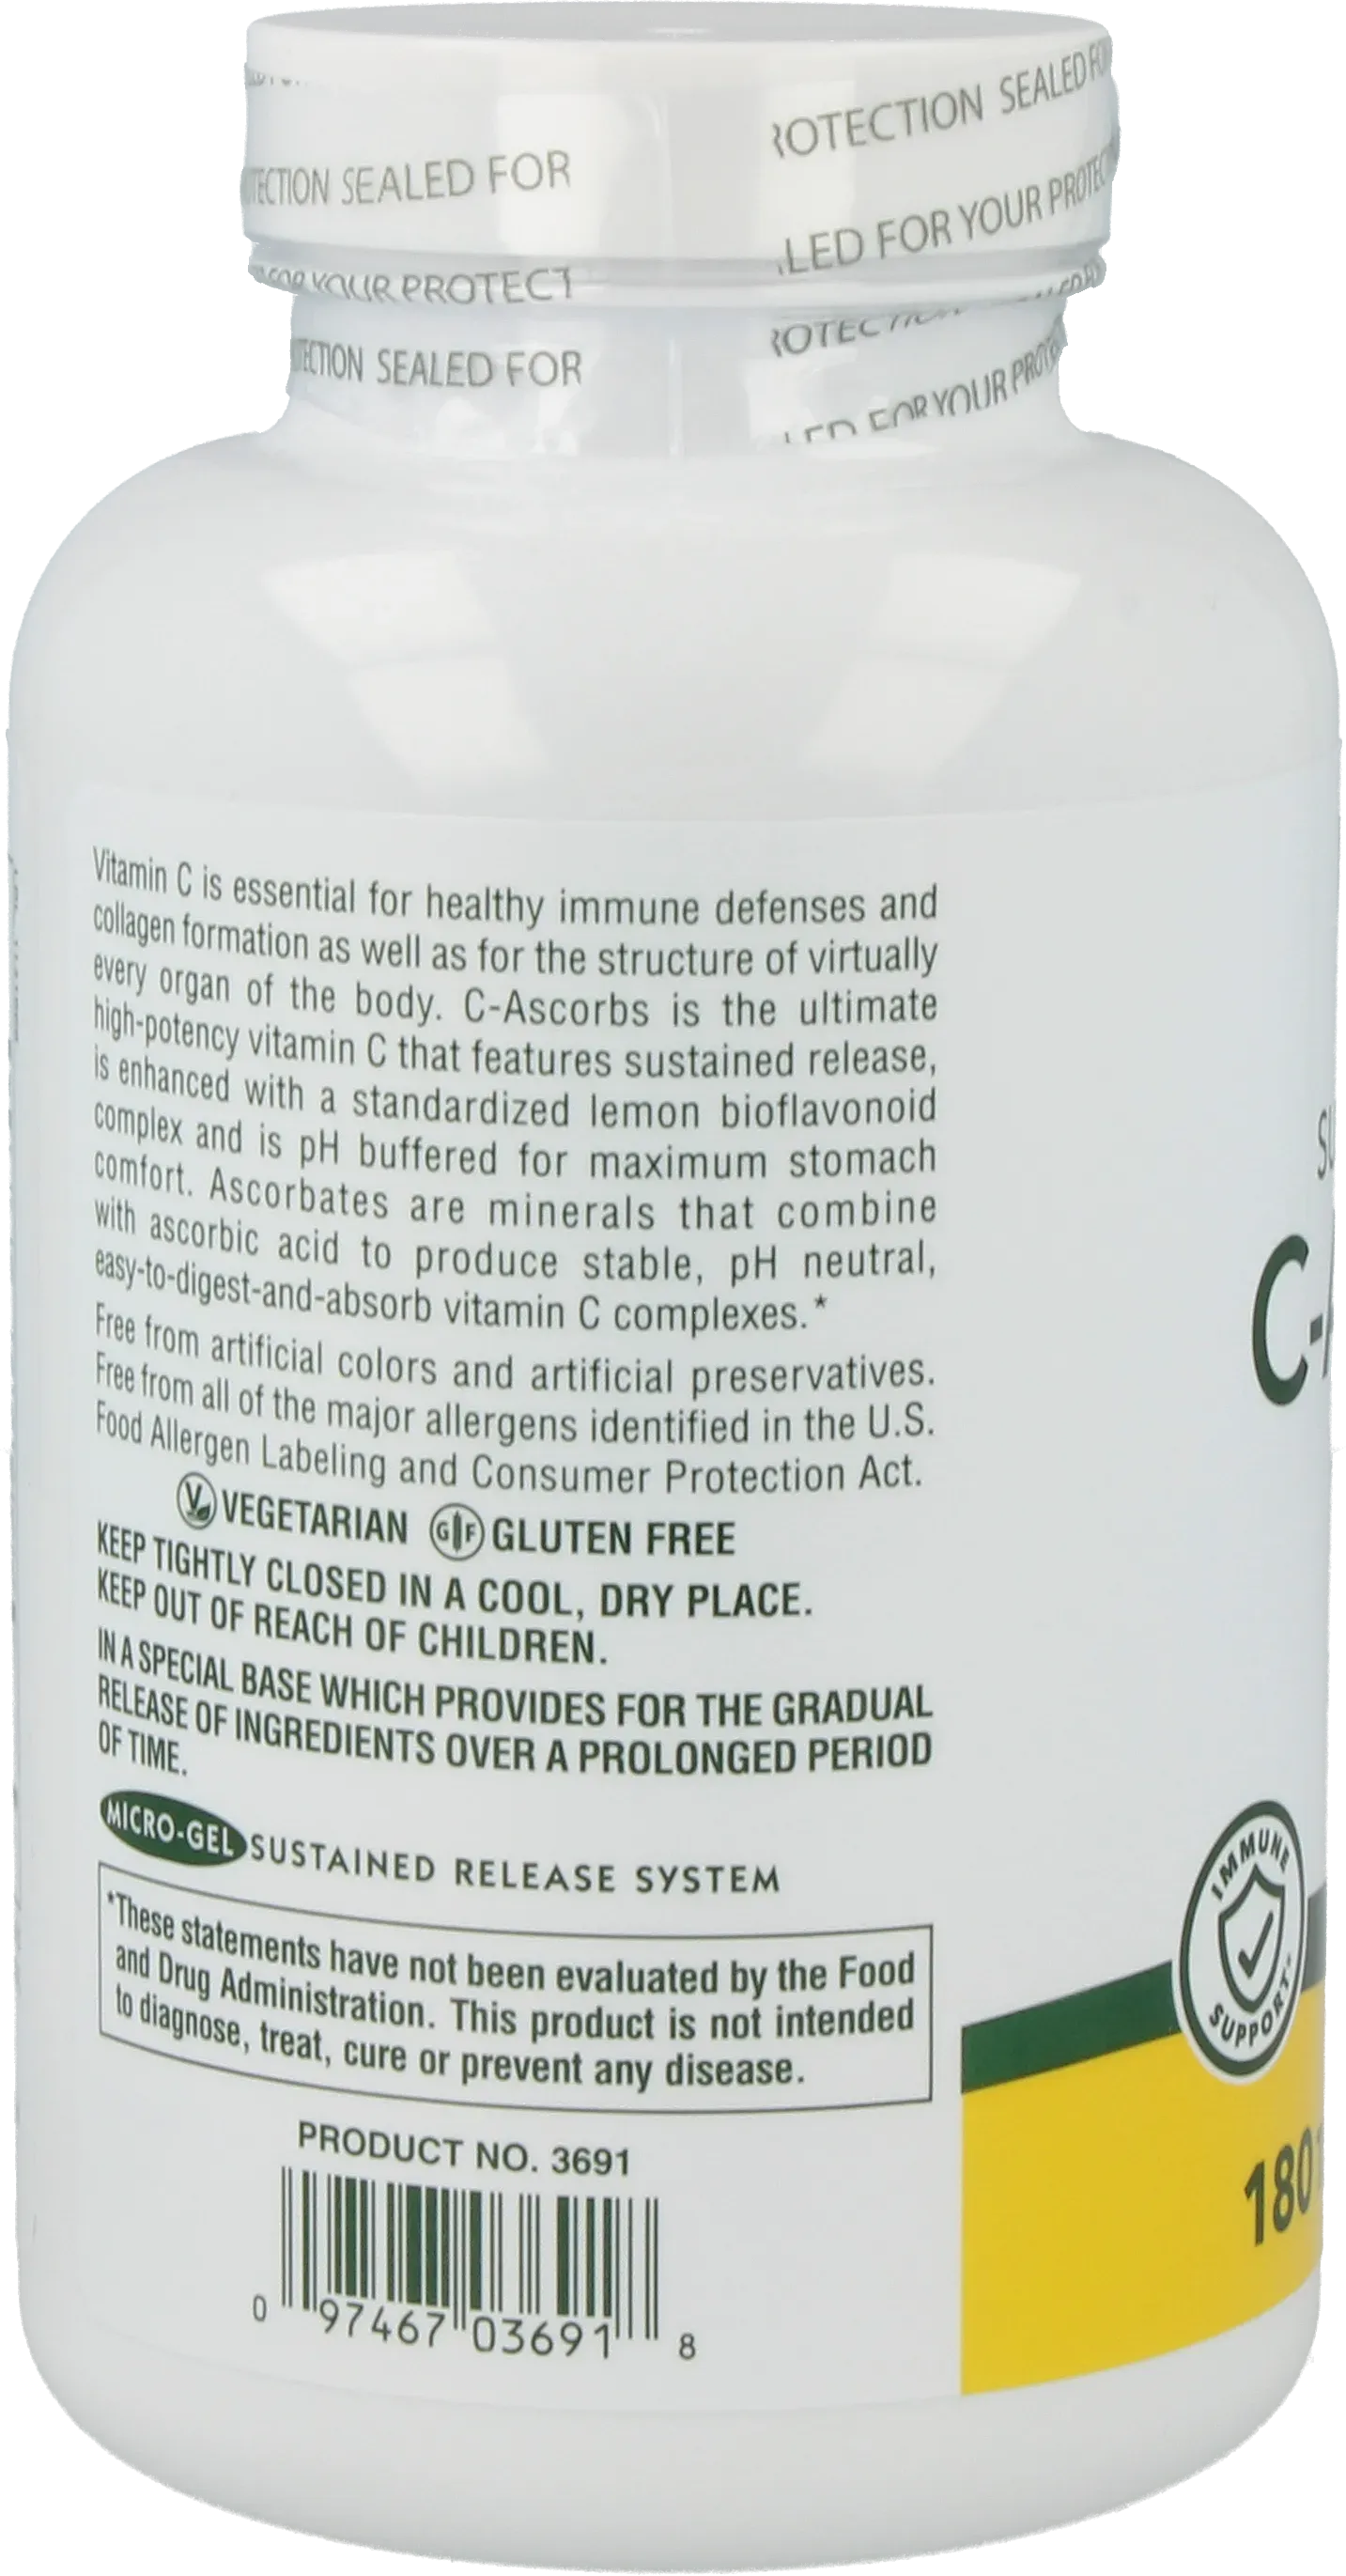 TECTION SEALED FOR
ROTECTION SEALED FO
LED FOR YOUR PROTEC
FOR YOUR PROTECT
ROTEC
TECTION SEALED FOR
LED FOR YOUR PROT
Vitamin C is essential for healthy immune defenses and
collagen formation as well as for the structure of virtually
every organ of the body. C-Ascorbs is the ultimate
high-potency vitamin C that features sustained release,
is enhanced with a standardized lemon bioflavonoid
complex and is pH buffered for maximum stomach
comfort. Ascorbates are minerals that combine
with ascorbic acid to produce stable, pH neutral,
easy-to-digest-and-absorb vitamin C complexes.*
Free from artificial colors and artificial preservatives.
Free from all of the major allergens identified in the U.S.
Food Allergen Labeling and Consumer Protection Act.
V VEGETARIAN GF GLUTEN FREE
KEEP TIGHTLY CLOSED IN A COOL, DRY PLACE.
KEEP OUT OF REACH OF CHILDREN.
IN A SPECIAL BASE WHICH PROVIDES FOR THE GRADUAL
RELEASE OF INGREDIENTS OVER A PROLONGED PERIOD
OF TIME.
MICRO-GEL SUSTAINED RELEASE SYSTEM
*These statements have not been evaluated by the Food
and Drug Administration. This product is not intended
to diagnose, treat, cure or prevent any disease.
PRODUCT NO. 3691
0 97467 03691 8
SU
C-A
IMMUNE
SUPPORT
180